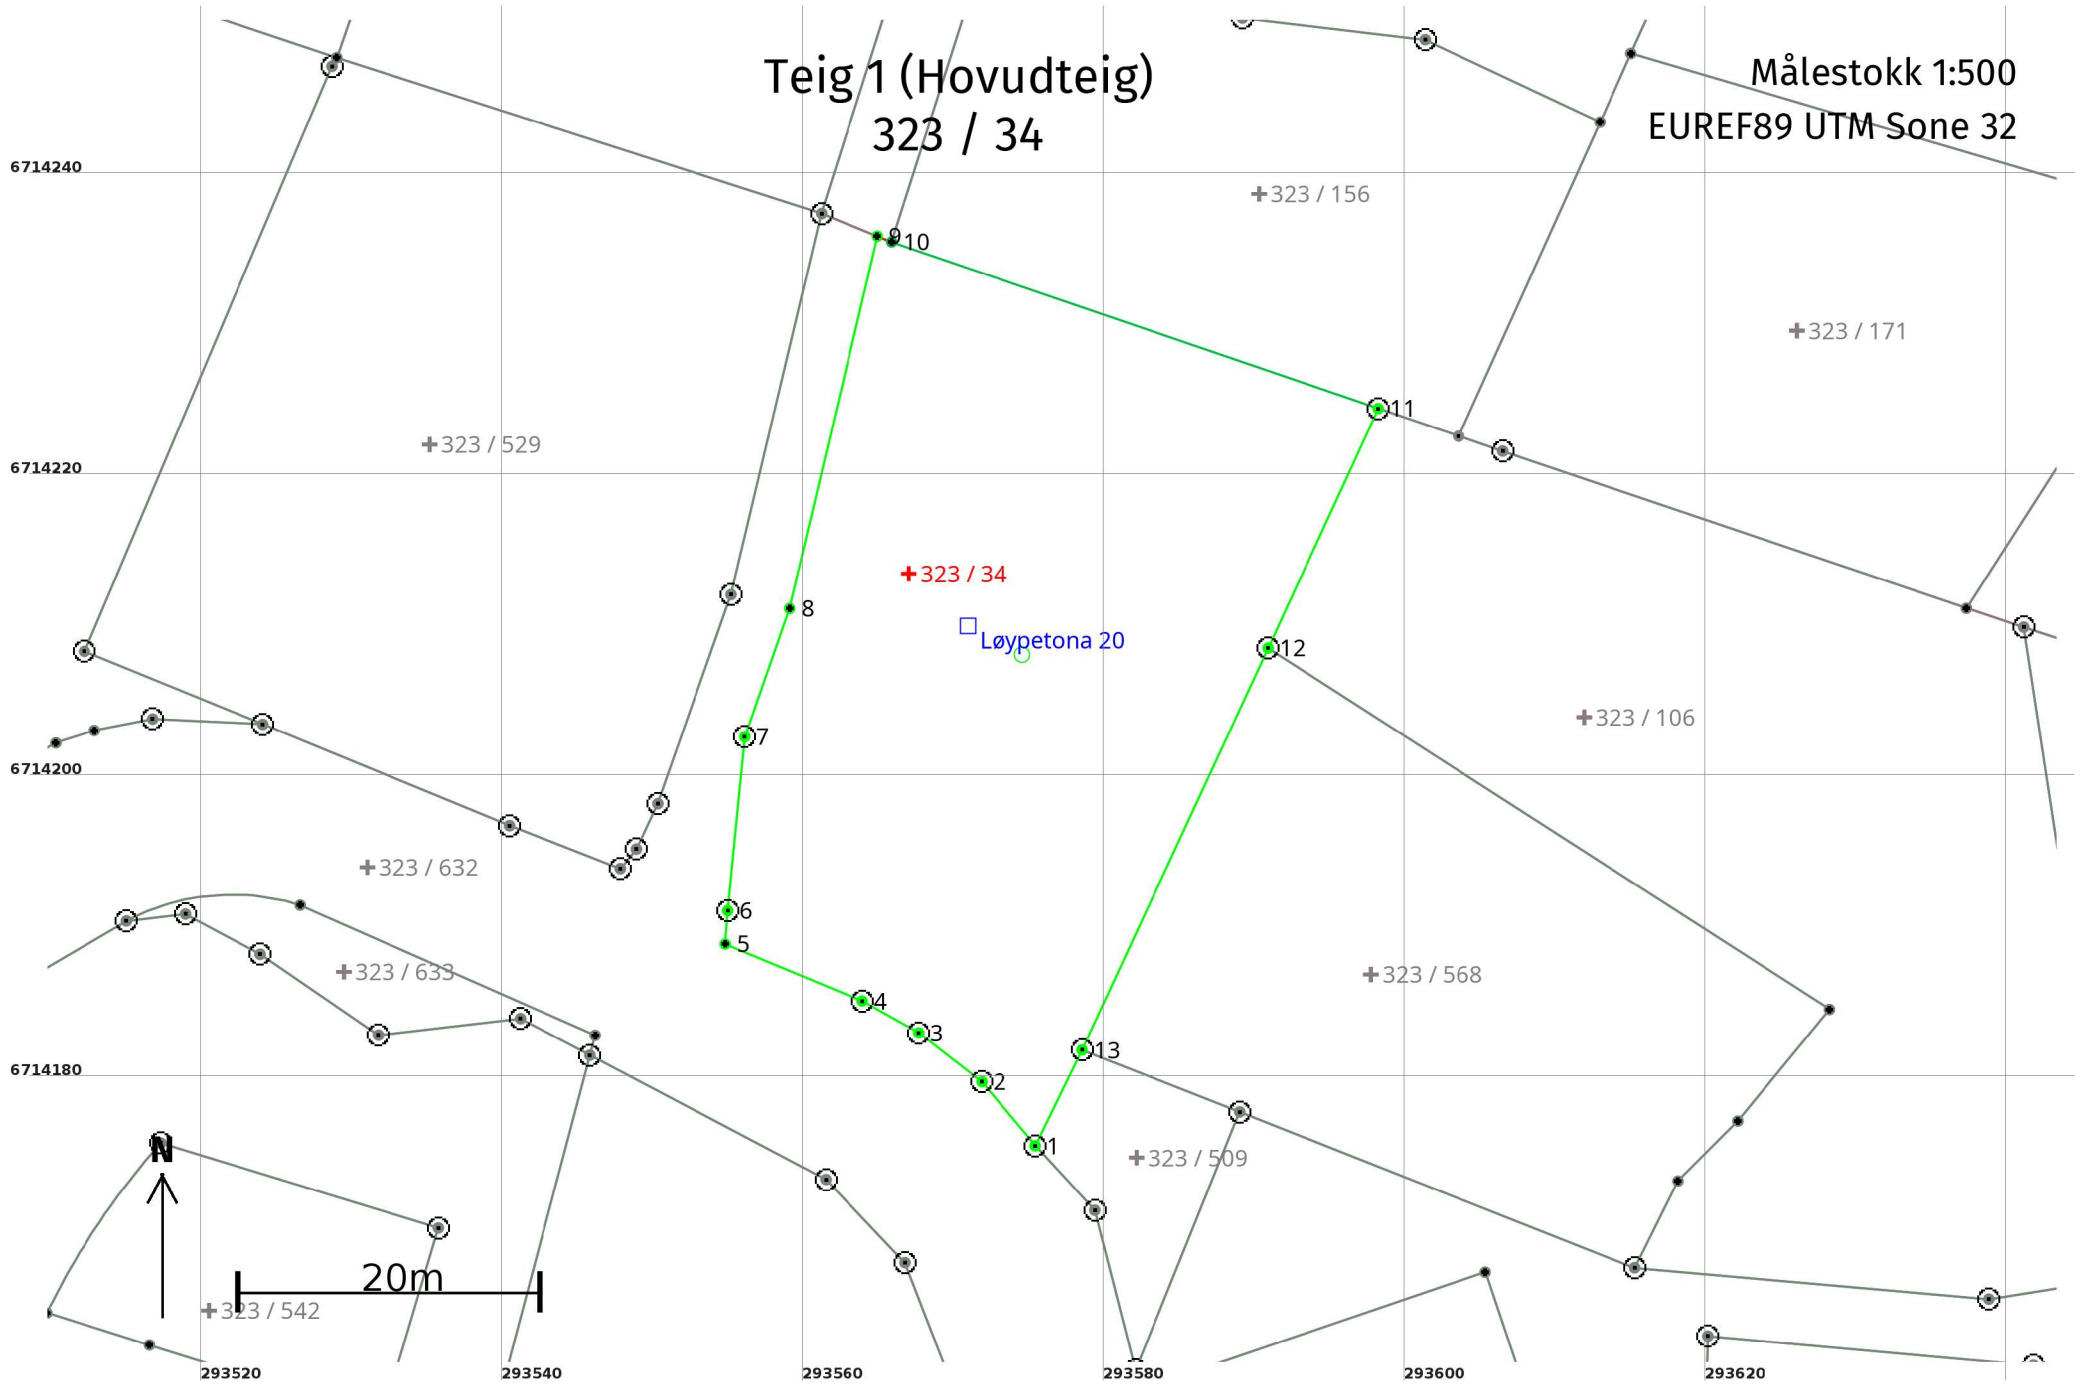 Teig 1 (Hovudteig)
323 / 34
Målestokk 1:500
EUREF89 UTM Sone 32
6714240
323 / 156
9
10
323 / 171
11
323 / 529
6714220
323 / 34
8
Løypetona 20
12
323 / 106
7
6714200
323 / 632
6
5
323 / 633
323 / 568
4
3
13
6714180
2
1
N
323 / 509
20m
323 / 542
293520
293540
293560
293580
293600
293620